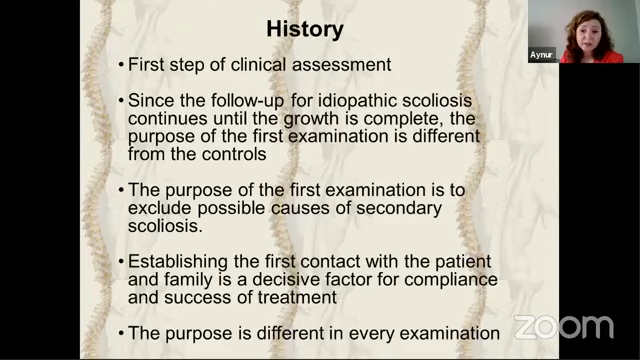 History
• First step of clinical assessment
• Since the follow-up for idiopathic scoliosis
continues until the growth is complete, the
purpose of the first examination is different
from the controls
• The purpose of the first examination is to
exclude possible causes of secondary
scoliosis.
• Establishing the first contact with the patient
and family is a decisive factor for compliance
and success of treatment
• The purpose is different in every examination
Aynur
zoom